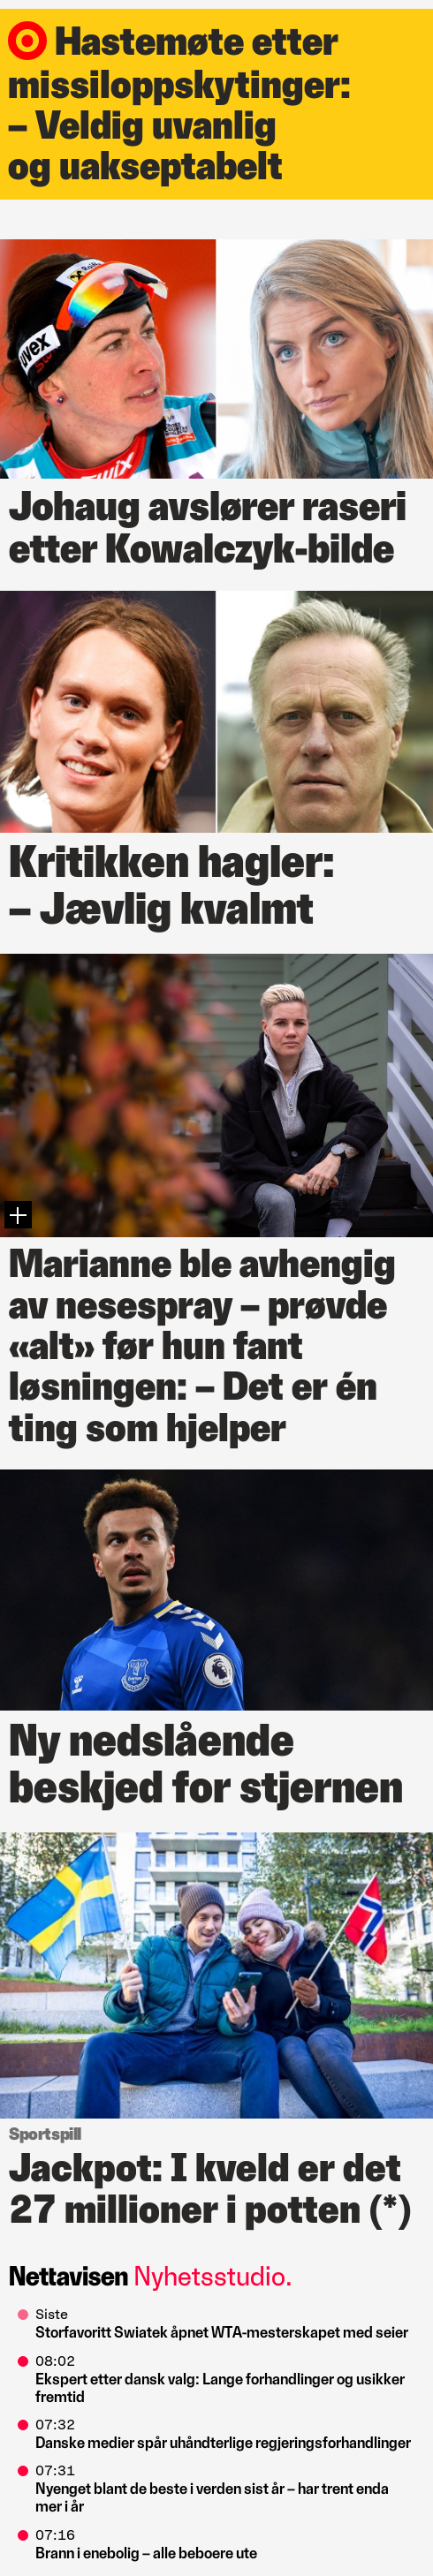 Hastemøte etter
missiloppskytinger:
– Veldig uvanlig
og uakseptabelt
uvex
SWIX
Johaug avslører raseri
etter Kowalczyk-bilde
Kritikken hagler:
– Jævlig kvalmt
Marianne ble avhengig
av nesespray – prøvde
«alt» før hun fant
løsningen: – Det er én
ting som hjelper
Ny nedslående
beskjed for stjernen
Sportspill
Jackpot: I kveld er det
27 millioner i potten (*)
Nettavisen Nyhetsstudio.
Siste
Storfavoritt Swiatek åpnet WTA-mesterskapet med seier
08:02
Ekspert etter dansk valg: Lange forhandlinger og usikker
fremtid
07:32
Danske medier spår uhåndterlige regjeringsforhandlinger
07:31
Nyenget blant de beste i verden sist år – har trent enda
mer i år
07:16
Brann i enebolig – alle beboere ute